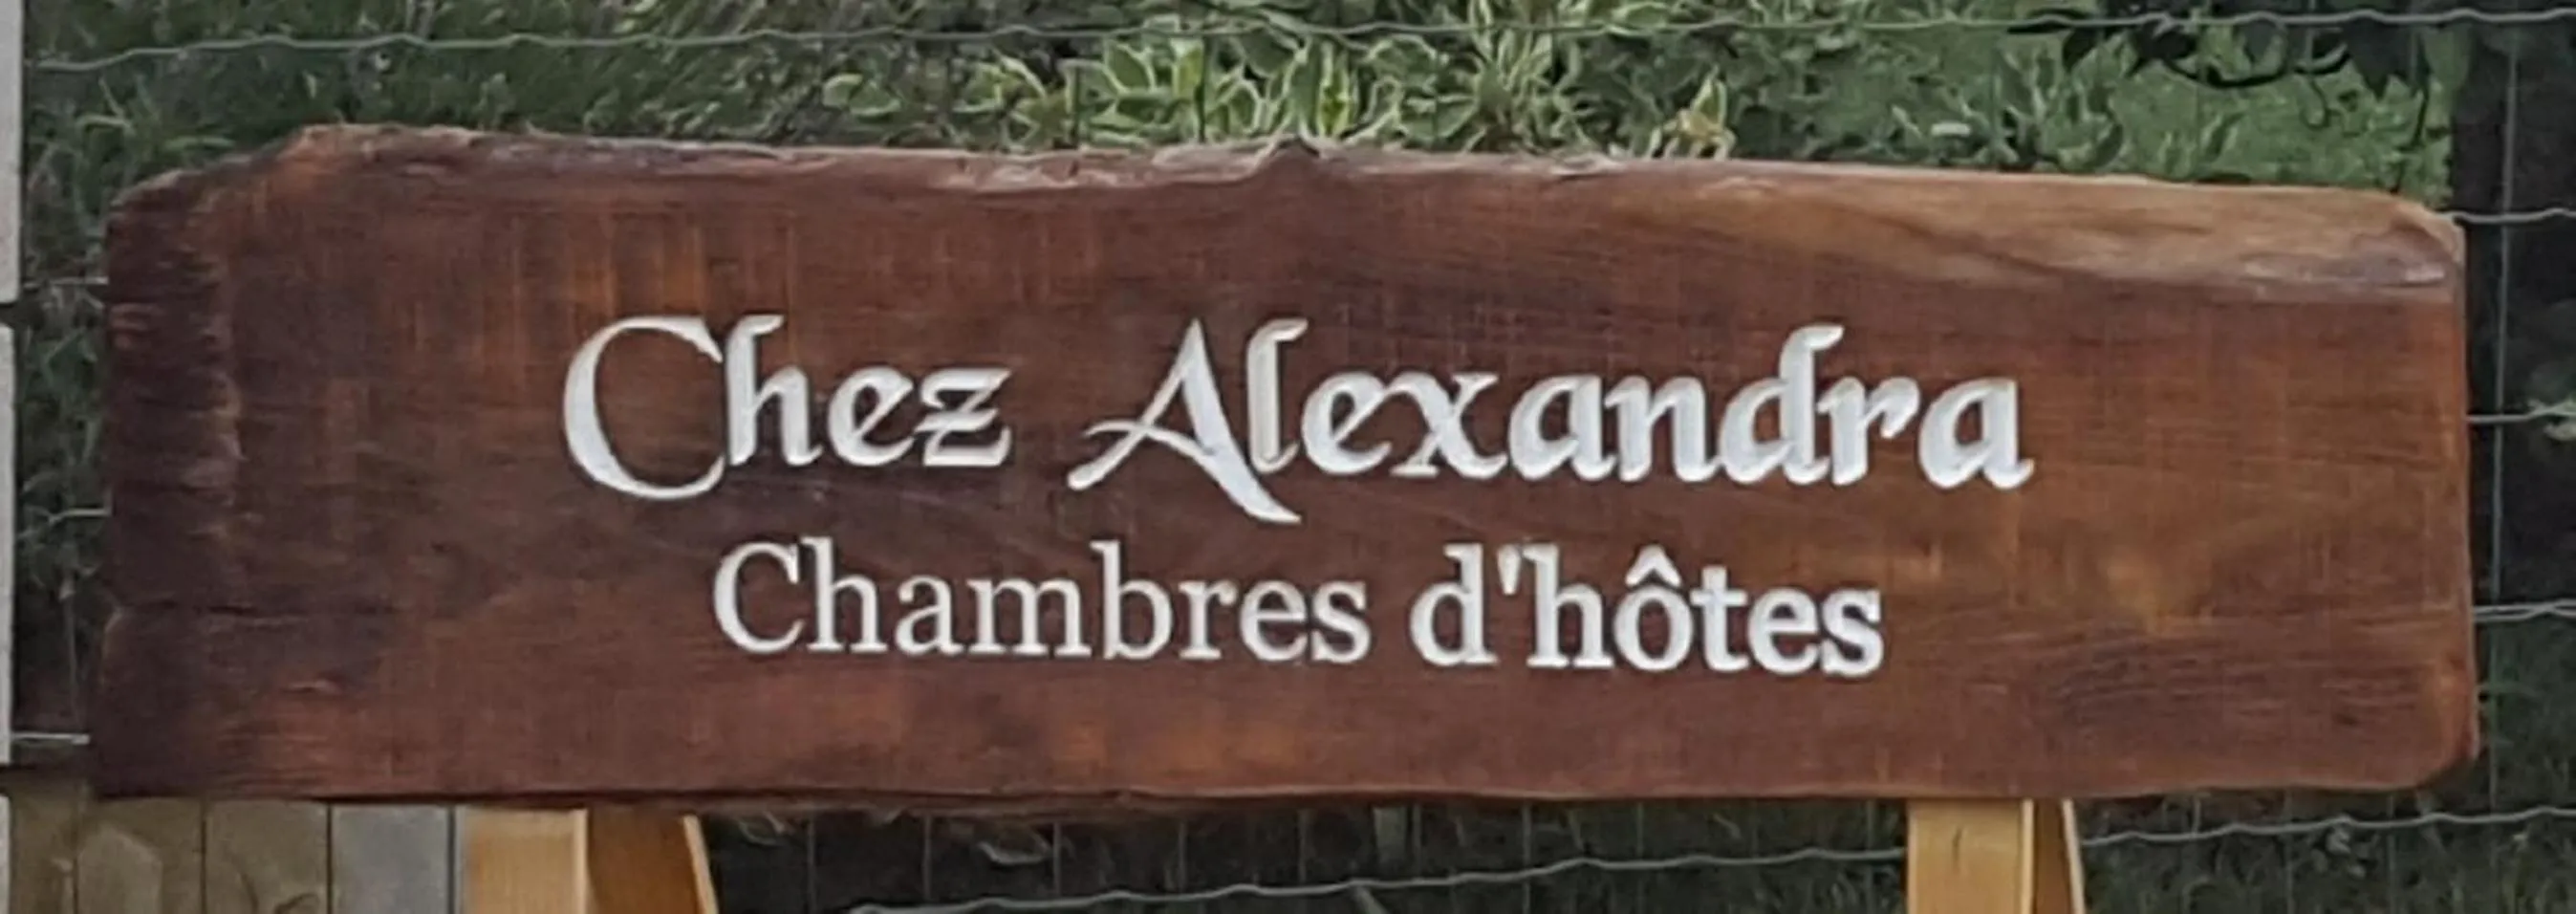 Chez Alexandra
Chambres d'hôtes